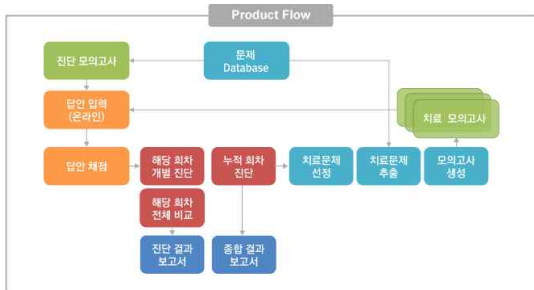 Product Flow
진단 모의고사
문제
Database
답안 입력
(온라인)
치료 모의고사
답안 채점
해당 회차
개별 진단
누적 회차
진단
치료문제
선정
치료문제
추출
모의고사
생성
해당 회차
전체 비교
진단 결과
보고서
종합 결과
보고서